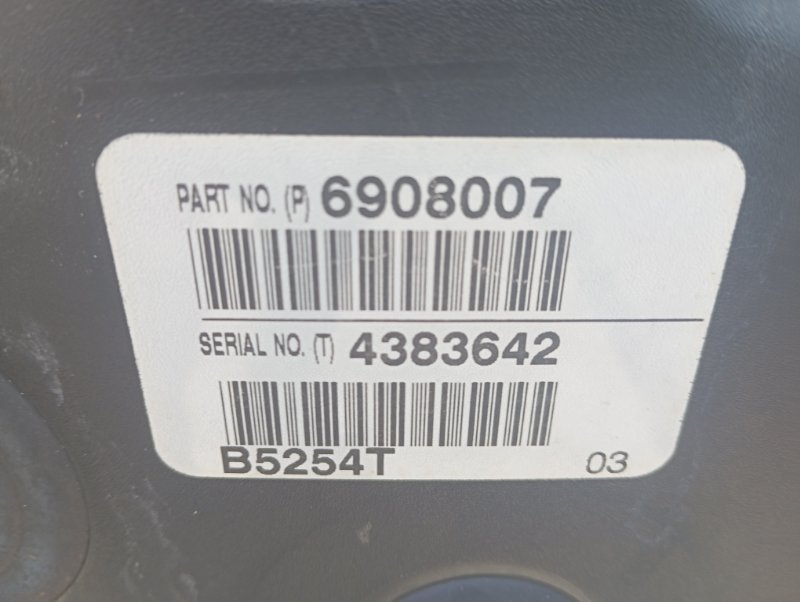 PART NO. (P) 6908007
SERIAL NO. (T) 4383642
B5254T 03